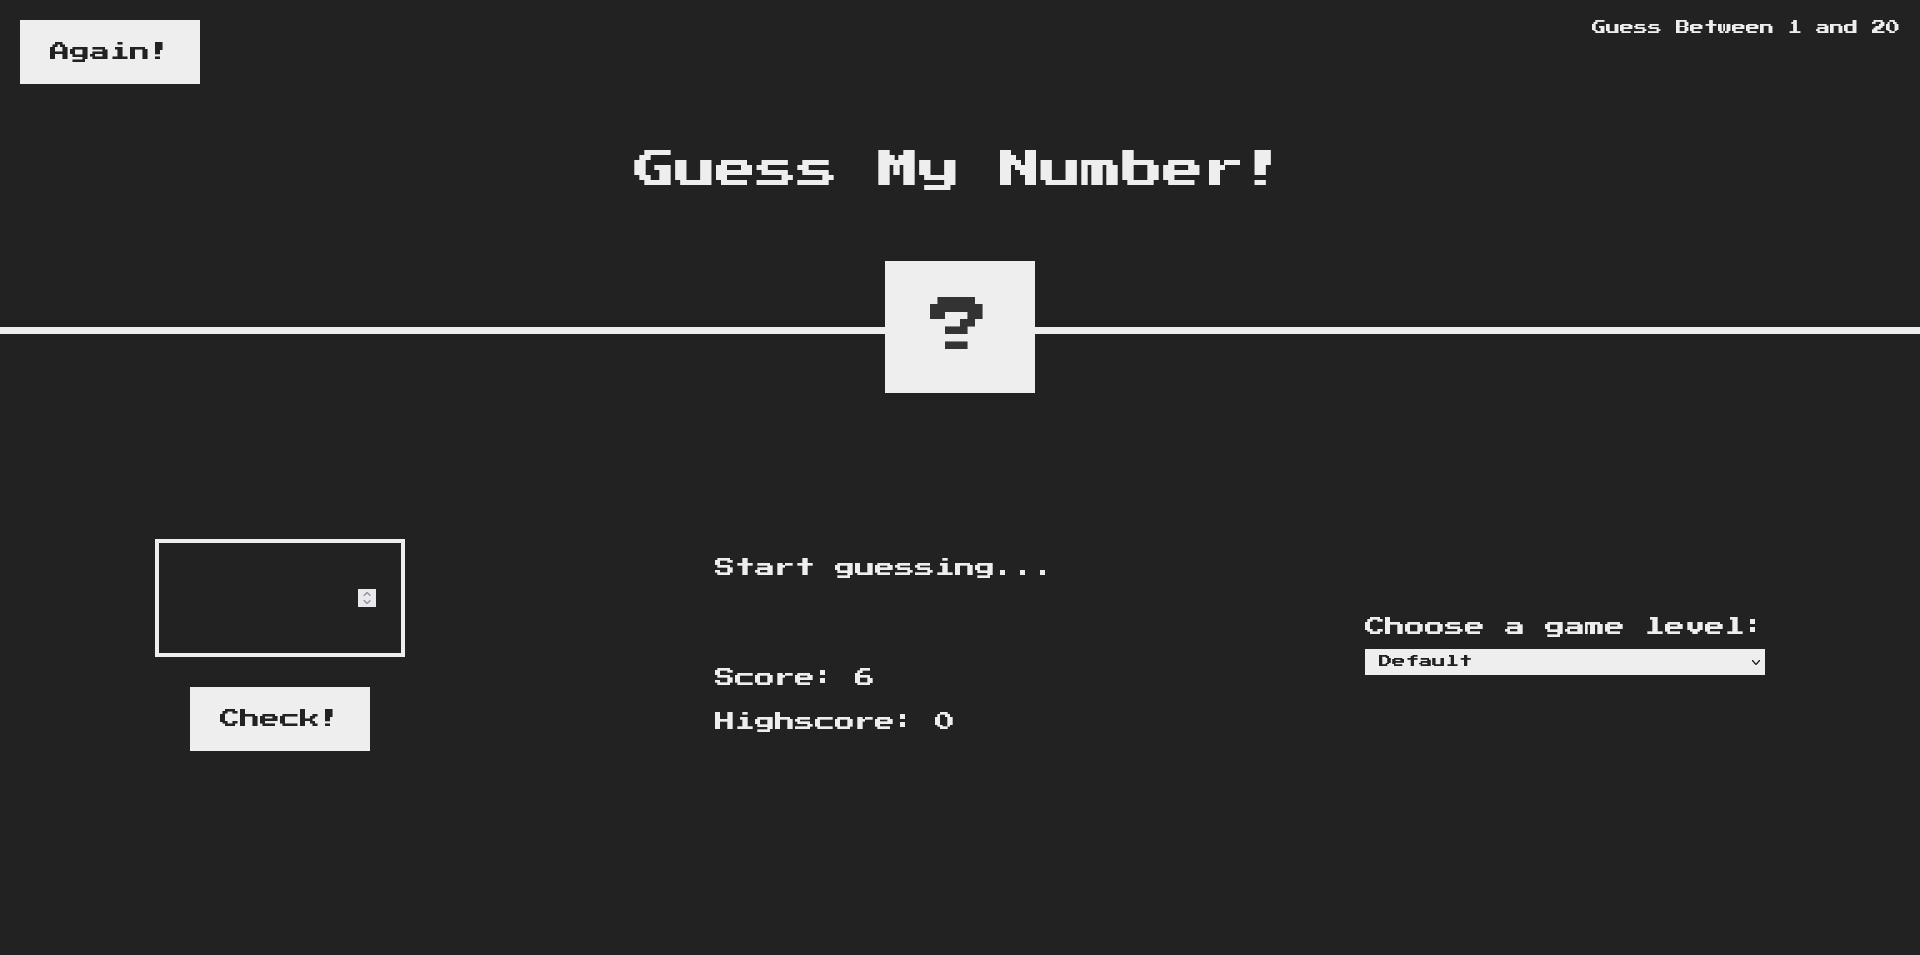 Again!
Guess Between 1 and 20
Guess My Number!
?
Start guessing...
Score: 6
Highscore: 0
Check!
Choose a game level:
Default